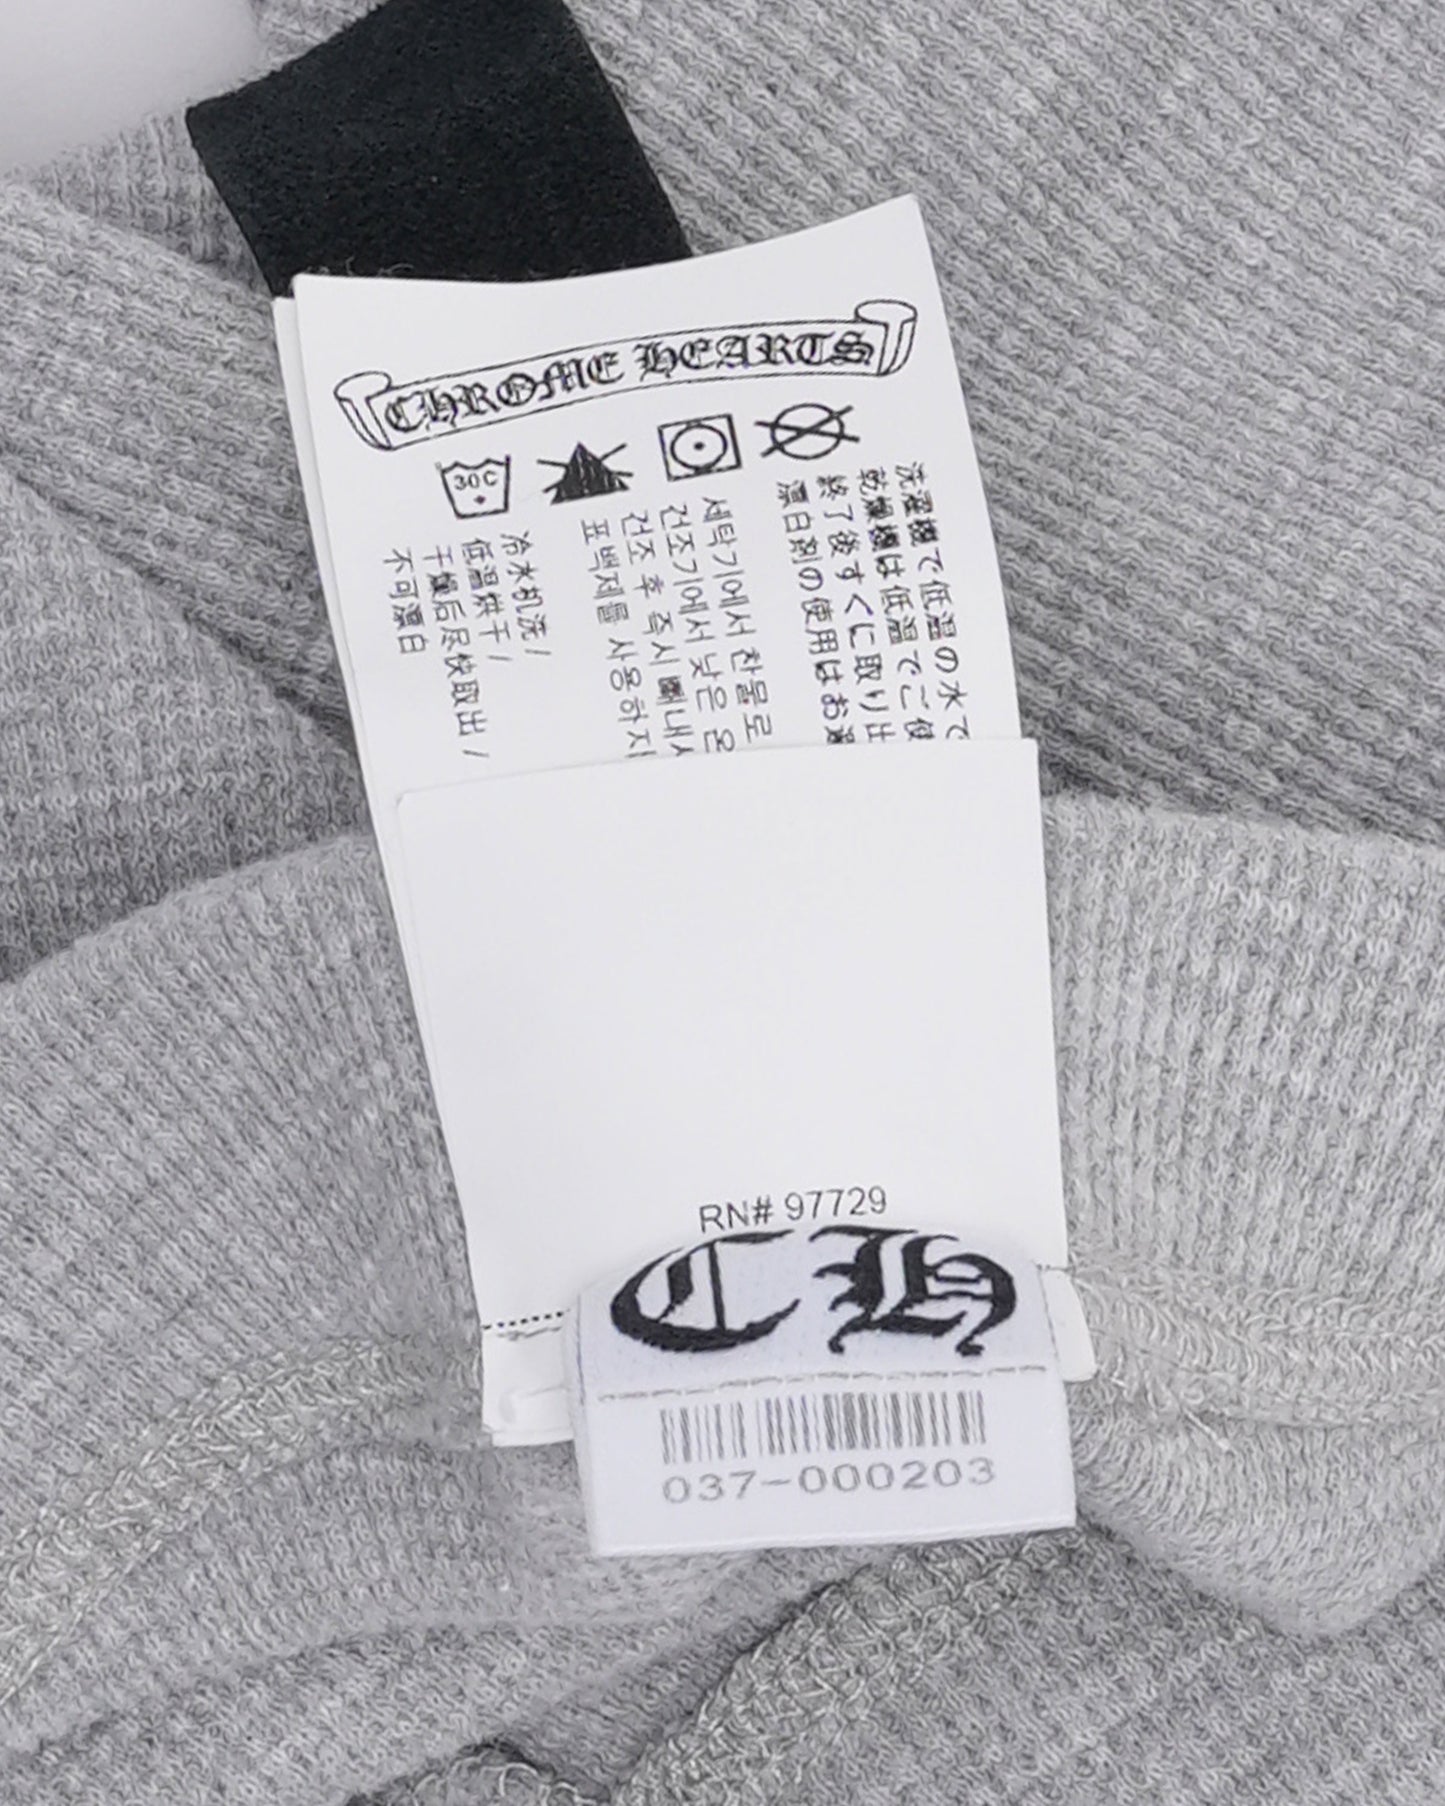 CHROME HEARTS
30C
洗濯機で低温の水で
乾燥機は低温でご使
終了後すぐに取り出
漂白剤の使用はお避
세탁기에서 찬물로
건조기에서 낮은 온
건조 후 즉시 빼내
표백제를 사용하지
冷水机洗/
低温烘干/
干燥后尽快取出/
不可漂白
RN# 97729
CH
037-000203